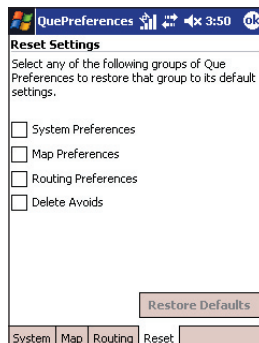 QuePreferences 3:50 ok
Reset Settings
Select any of the following groups of Que
Preferences to restore that group to its default
settings.
System Preferences
Map Preferences
Routing Preferences
Delete Avoids
Restore Defaults
System Map Routing Reset